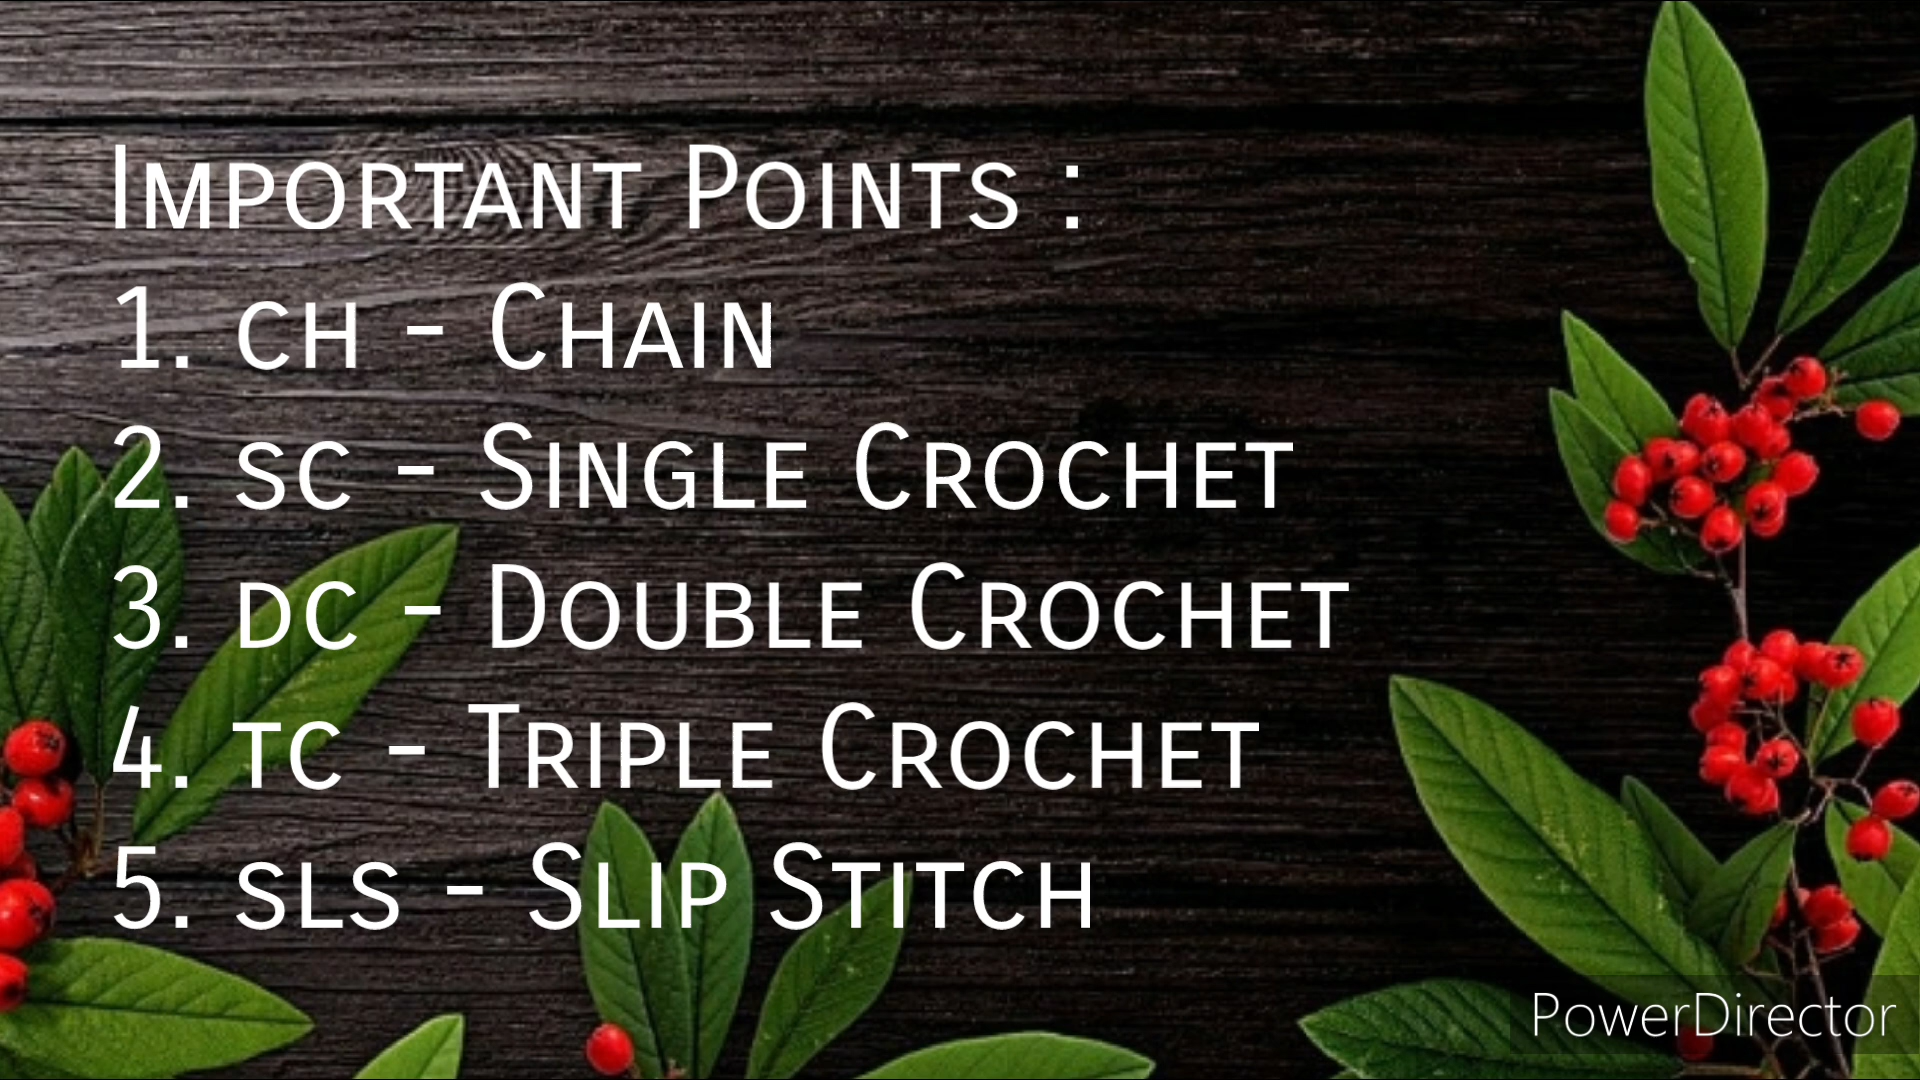 Important Points :
1. ch - Chain
2. sc - Single Crochet
3. dc - Double Crochet
4. tc - Triple Crochet
5. sls - Slip Stitch
PowerDirector